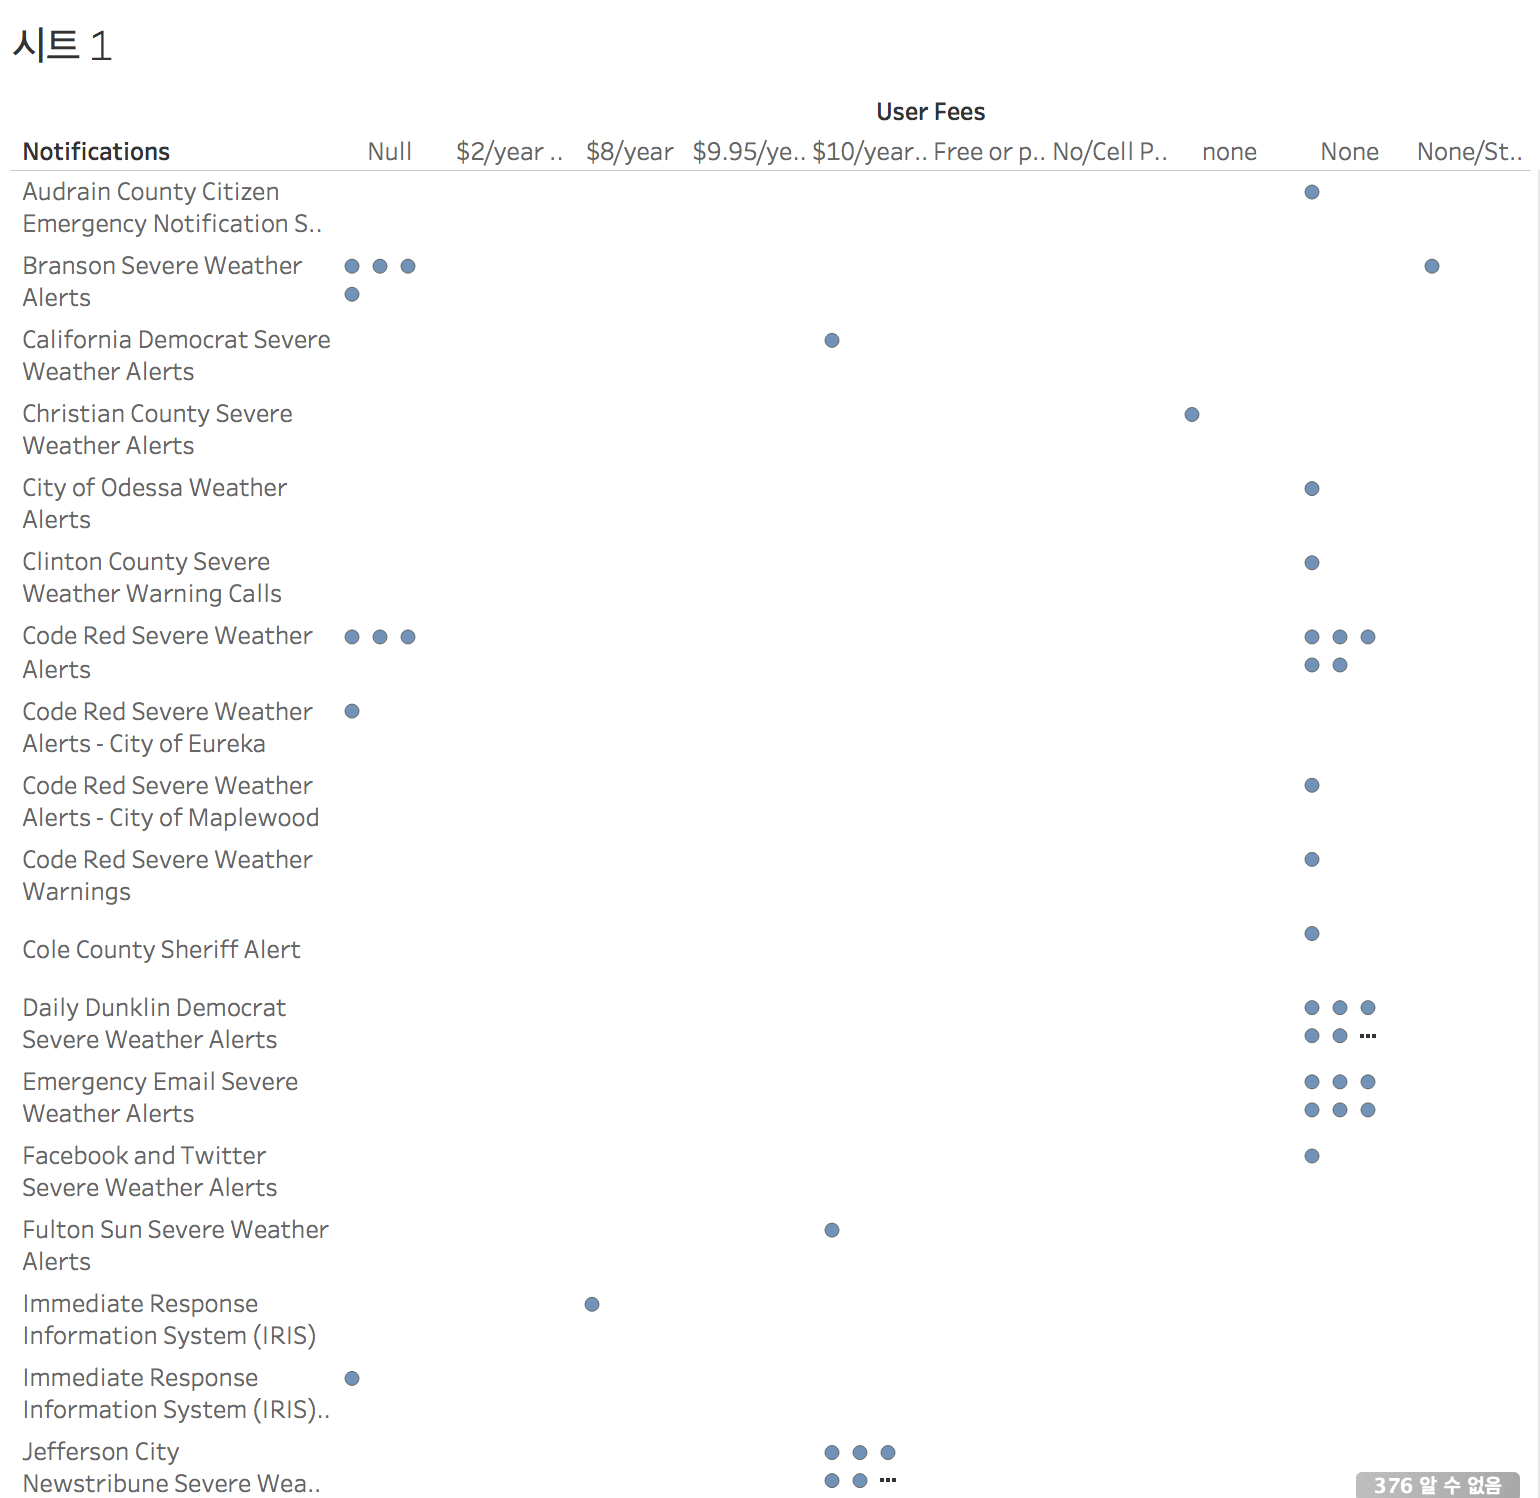 시트 1
User Fees
Notifications Null $2/year .. $8/year $9.95/ye.. $10/year.. Free or p.. No/Cell P.. none None None/St..
Audrain County Citizen
Emergency Notification S..
Branson Severe Weather
Alerts
California Democrat Severe
Weather Alerts
Christian County Severe
Weather Alerts
City of Odessa Weather
Alerts
Clinton County Severe
Weather Warning Calls
Code Red Severe Weather
Alerts
Code Red Severe Weather
Alerts - City of Eureka
Code Red Severe Weather
Alerts - City of Maplewood
Code Red Severe Weather
Warnings
Cole County Sheriff Alert
Daily Dunklin Democrat
Severe Weather Alerts
Emergency Email Severe
Weather Alerts
Facebook and Twitter
Severe Weather Alerts
Fulton Sun Severe Weather
Alerts
Immediate Response
Information System (IRIS)
Immediate Response
Information System (IRIS)..
Jefferson City
Newstribune Severe Wea..
376 알 수 없음